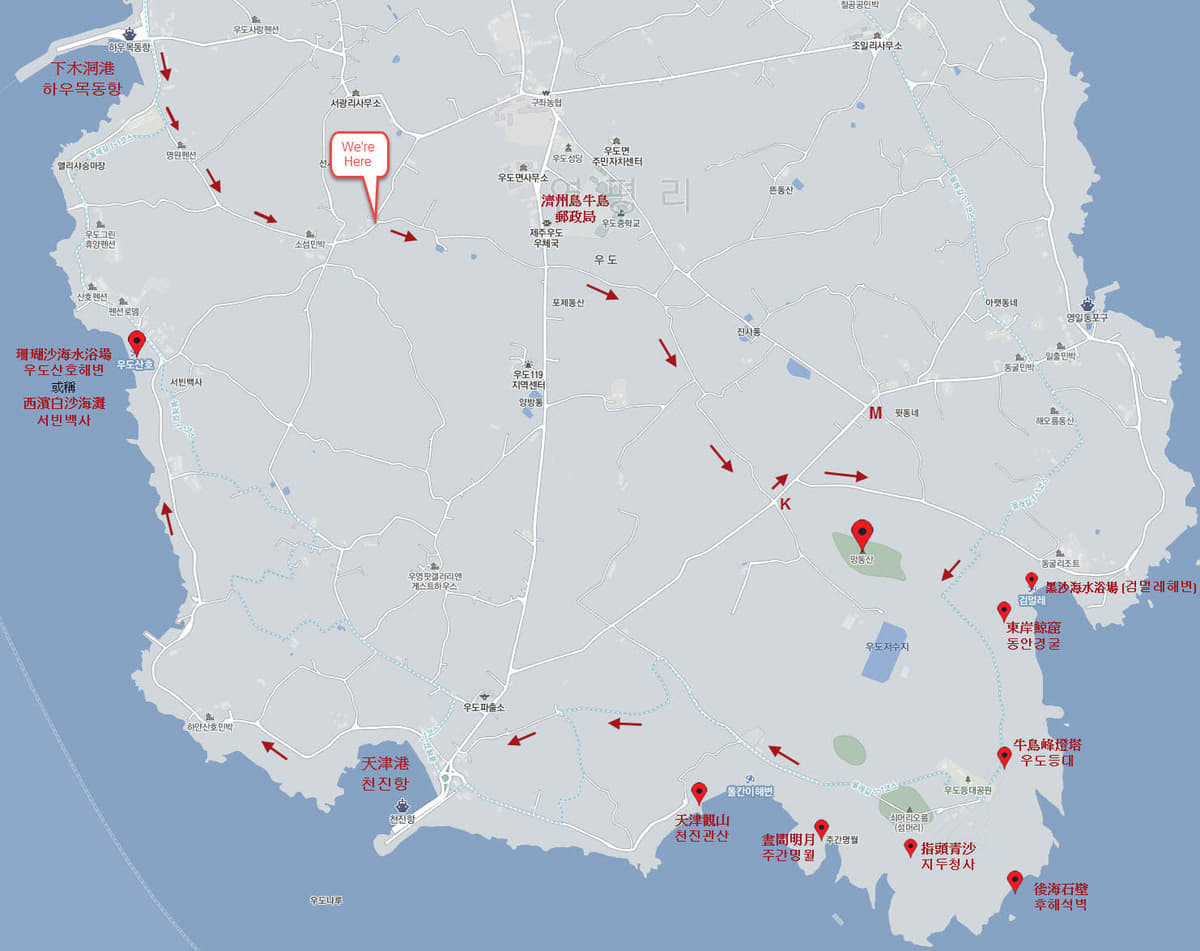 칠공공민박
우도사랑펜션
하우목동항
조일리사무소
下木洞港
하우목동항
서광리사무소
구좌농협
We're
Here
우도성당
우도면
주민자치센터
명원펜션
앨리샤승마장
우도면사무소
연평리
뜬동산
濟州島牛島
郵政局
우도중학교
제주우도
우체국
우도그린
휴양펜션
소섬민박
우도
산호펜션
펜션로뎀
포제동산
아랫동네
영일동포구
진사통
우도산호
珊瑚沙海水浴場
우도산호해변
或稱
西濱白沙海灘
서빈백사
서빈백사
우도119
지역센터
양방통
일출민박
동굴민박
M
윗동네
해오름동산
K
올레길(1-1코스
망동산
동굴리조트
우영팟갤러리앤
게스트하우스
검멀레
黑沙海水浴場 [검멀레해변]
東岸鯨窟
동안경굴
우도저수지
우도파출소
하얀산호민박
天津港
천진항
천진항
牛島峰燈塔
우도등대
돌칸이해변
우도등대공원
天津觀山
천진관산
쇠머리오름
(섬머리)
晝間明月
주간명월
주간명월
指頭青沙
지두청사
後海石壁
후해석벽
우도나루